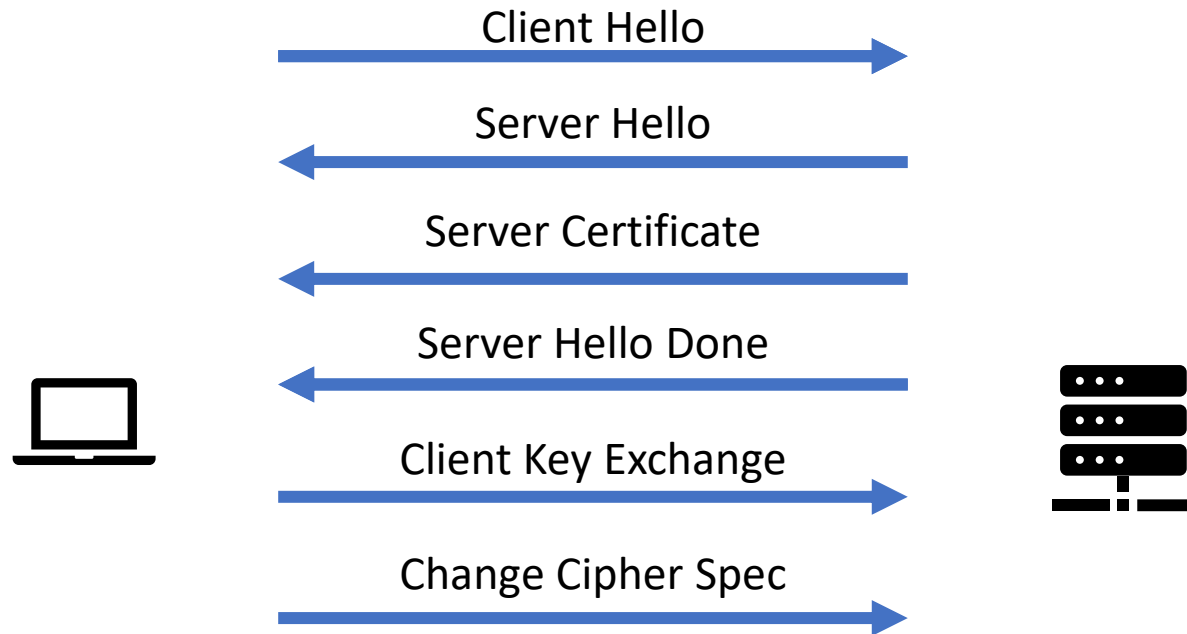 Client Hello
Server Hello
Server Certificate
Server Hello Done
Client Key Exchange
Change Cipher Spec